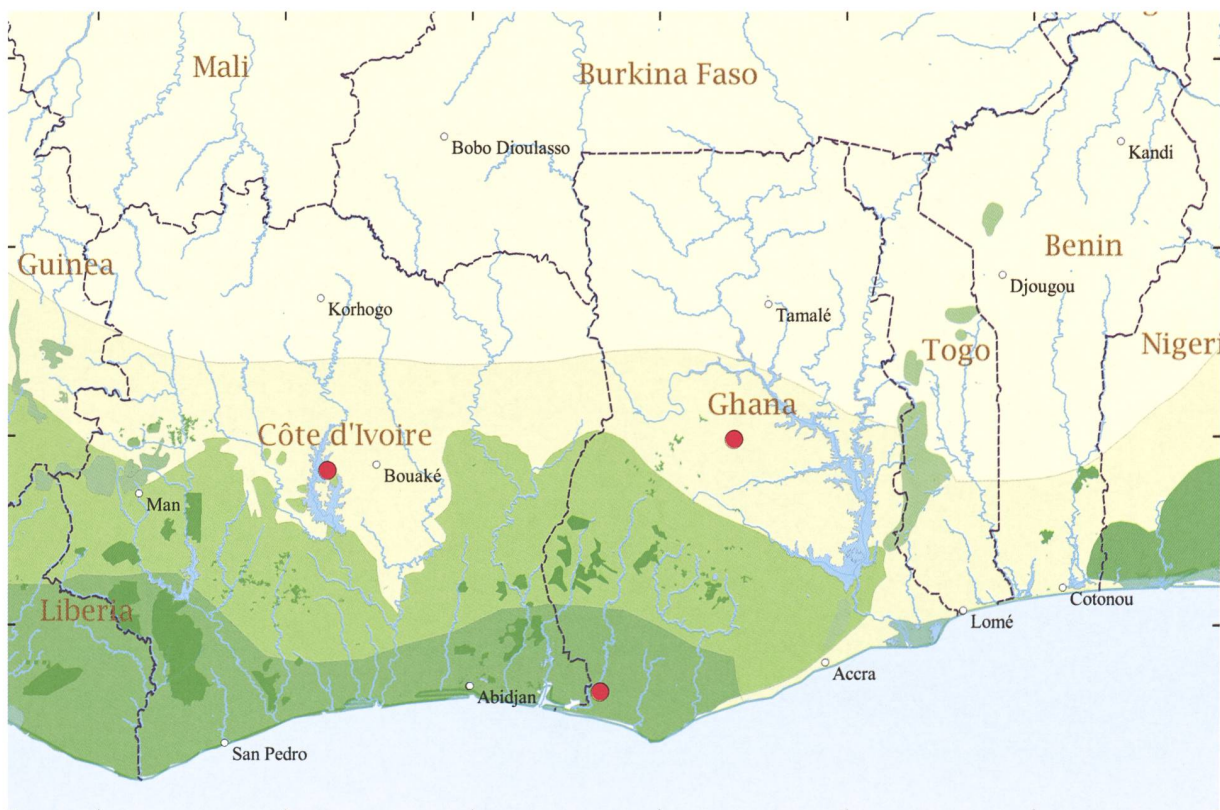 Mali
Burkina Faso
Bobo Dioulasso
Kandi
Guinea
Benin
Korhogo
Tamalé
Djougou
Togo
Nigeri
Ghana
Côte d'Ivoire
Bouaké
Man
Liberia
Cotonou
Lomé
Accra
Abidjan
San Pedro